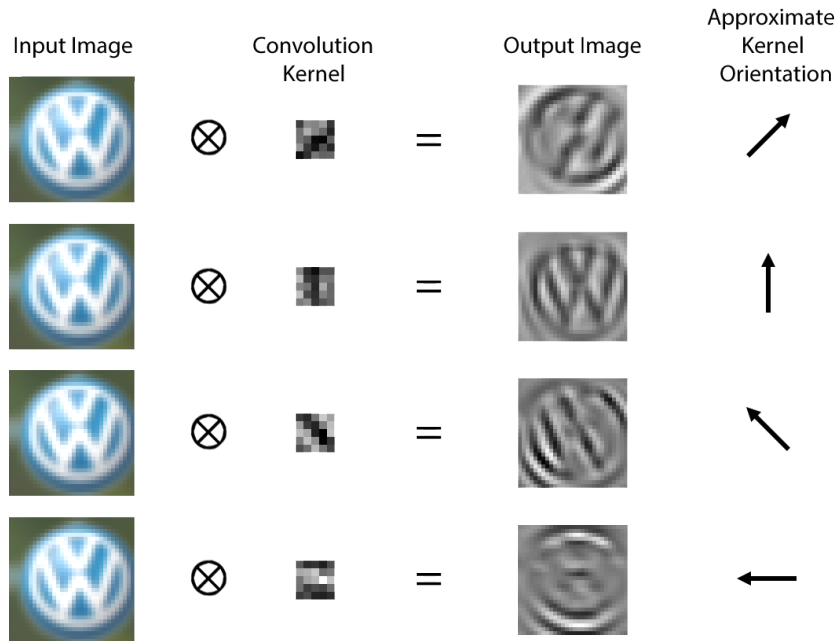 Input Image
Convolution
Kernel
Output Image
Approximate
Kernel
Orientation
=
=
=
=